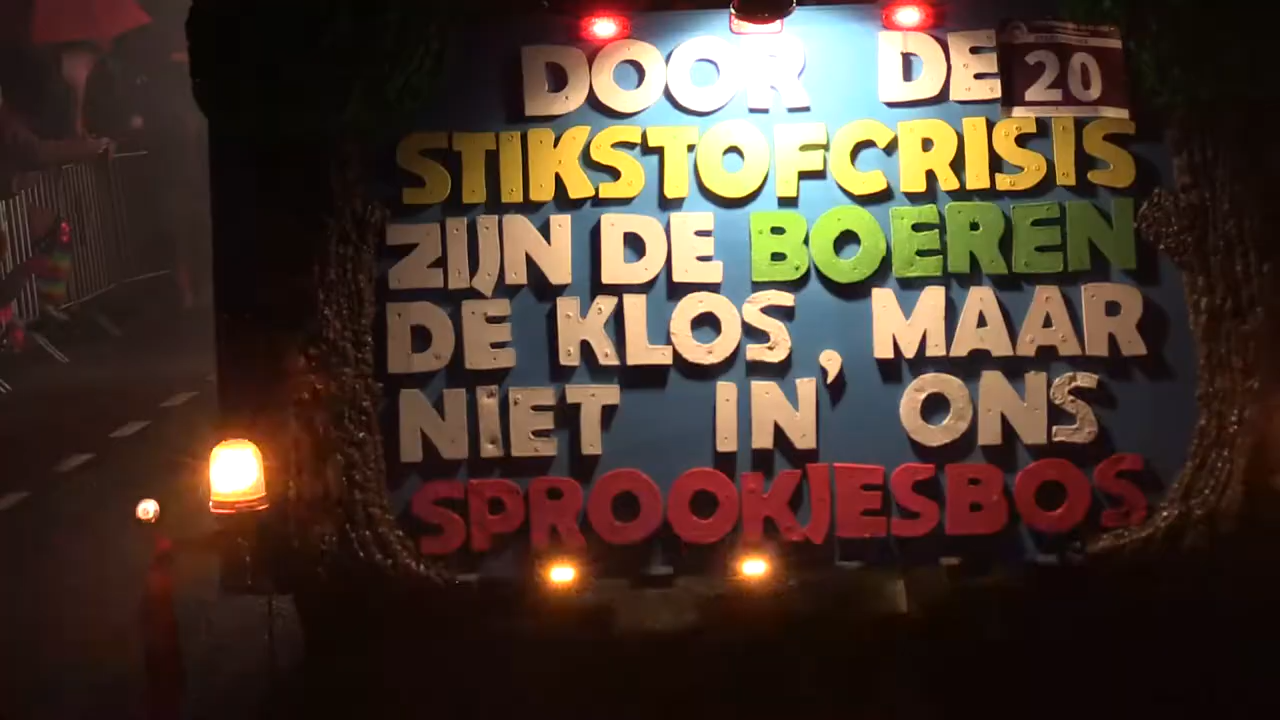 DOOR DE
20
STIKSTOFCRISIS
ZIJN DE BOEREN
DE KLOS, MAAR
NIET IN ONS
SPROOKJESBOS